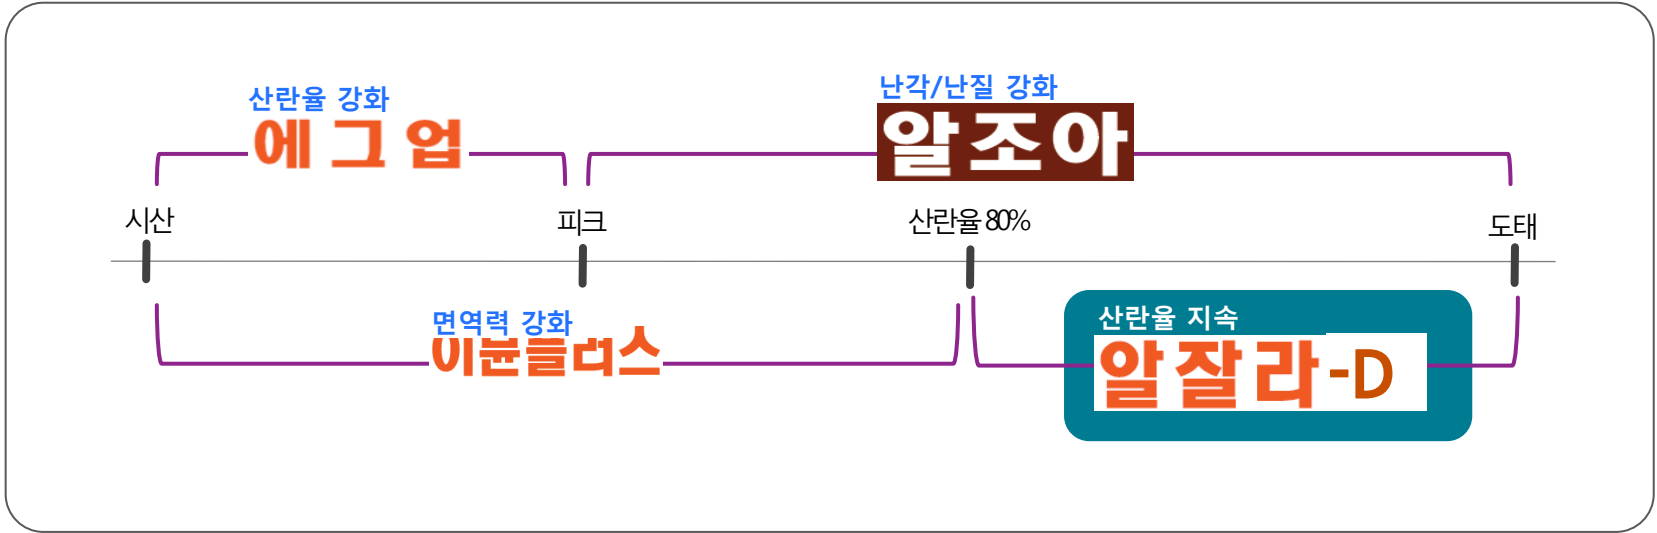 산란율 강화
에그업
난각/난질 강화
알조아
시산
피크
산란율 80%
도태
면역력 강화
이뮨플러스
산란율 지속
알잘라-D